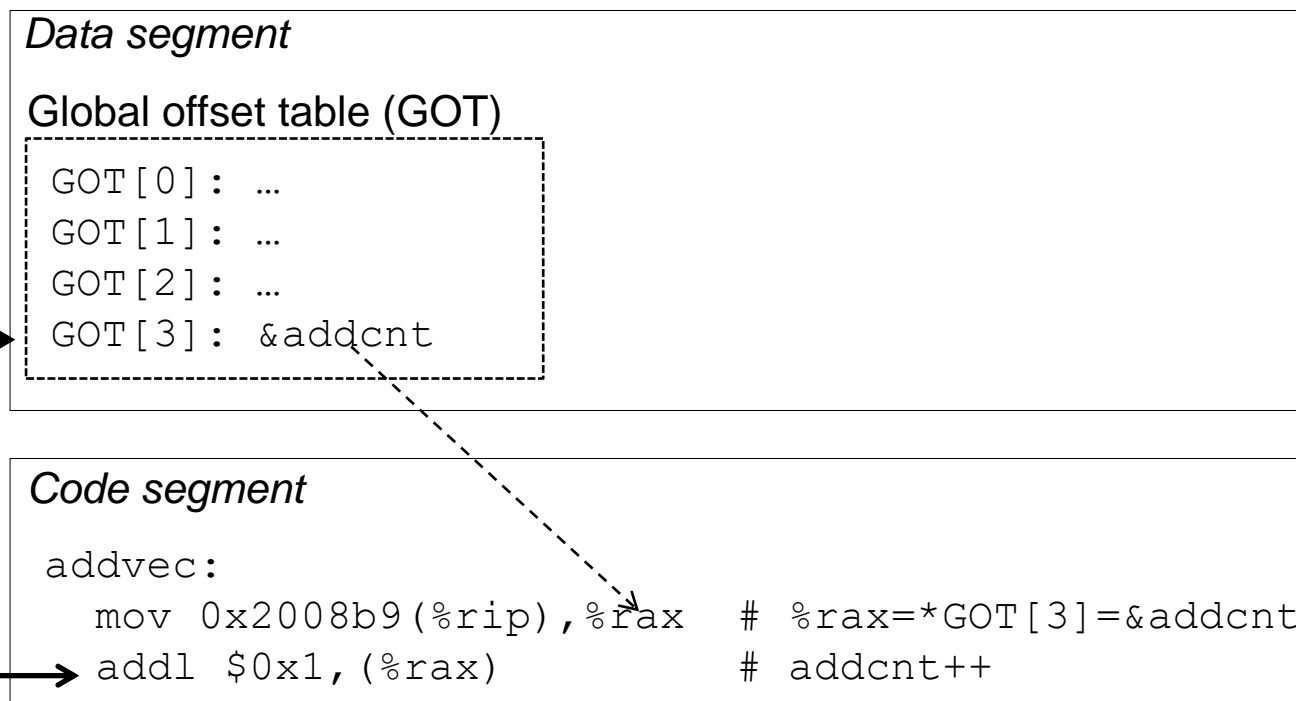 Data segment
Global offset table (GOT)
GOT[0]: …
GOT[1]: …
GOT[2]: …
GOT[3]: &addcnt
Code segment
addvec:
mov 0x2008b9(%rip),%rax # %rax=*GOT[3]=&addcnt
addl $0x1,(%rax) # addcnt++